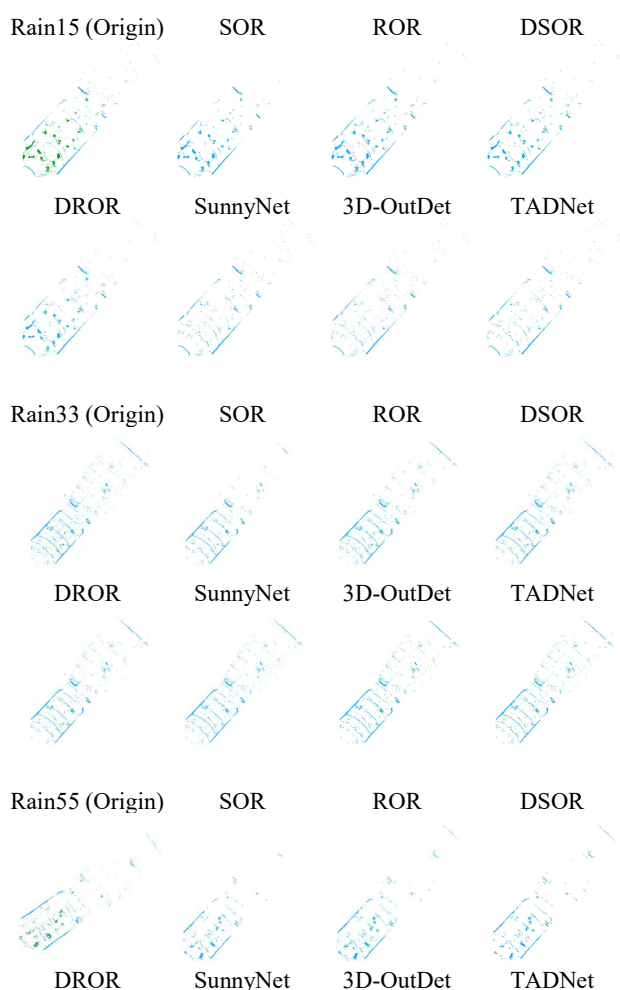 Rain15 (Origin) SOR ROR DSOR
DROR SunnyNet 3D-OutDet TADNet
Rain33 (Origin) SOR ROR DSOR
DROR SunnyNet 3D-OutDet TADNet
Rain55 (Origin) SOR ROR DSOR
DROR SunnyNet 3D-OutDet TADNet